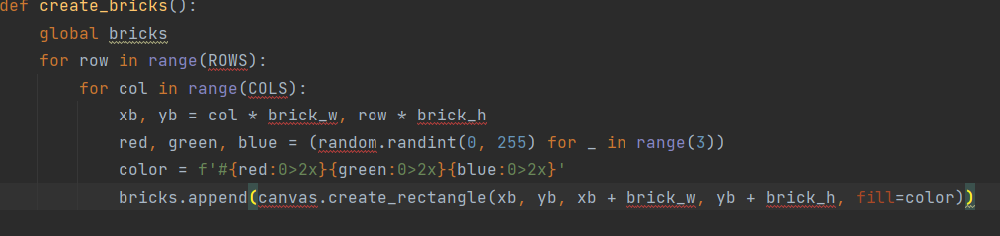 def create_bricks():
    global bricks
    for row in range(ROWS):
        for col in range(COLS):
            xb, yb = col * brick_w, row * brick_h
            red, green, blue = (random.randint(0, 255) for _ in range(3))
            color = f'#{red:0>2x}{green:0>2x}{blue:0>2x}'
            bricks.append(canvas.create_rectangle(xb, yb, xb + brick_w, yb + brick_h, fill=color))